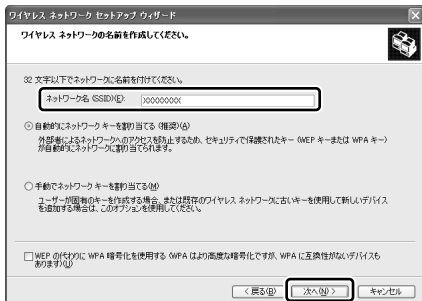 ワイヤレス ネットワーク セットアップ ウィザード
ワイヤレス ネットワークの名前を作成してください。
32 文字以下でネットワークに名前を付けてください。
ネットワーク名 (SSID)(E): XXXXXXXX
自動的にネットワーク キーを割り当てる (推奨)(A)
外部者によるネットワークへのアクセスを防止するため、セキュリティで保護されたキー (WEP キーまたは WPA キー)
が自動的にネットワークに割り当てられます。
手動でネットワーク キーを割り当てる(M)
ユーザーが固有のキーを作成する場合、または既存のワイヤレス ネットワークに古いキーを使用して新しいデバイス
を追加する場合は、このオプションを使用してください。
WEP の代わりに WPA 暗号化を使用する (WPA はより高度な暗号化ですが、WPA に互換性がないデバイスも
あります)(U)
< 戻る(B) 次へ(N) > キャンセル